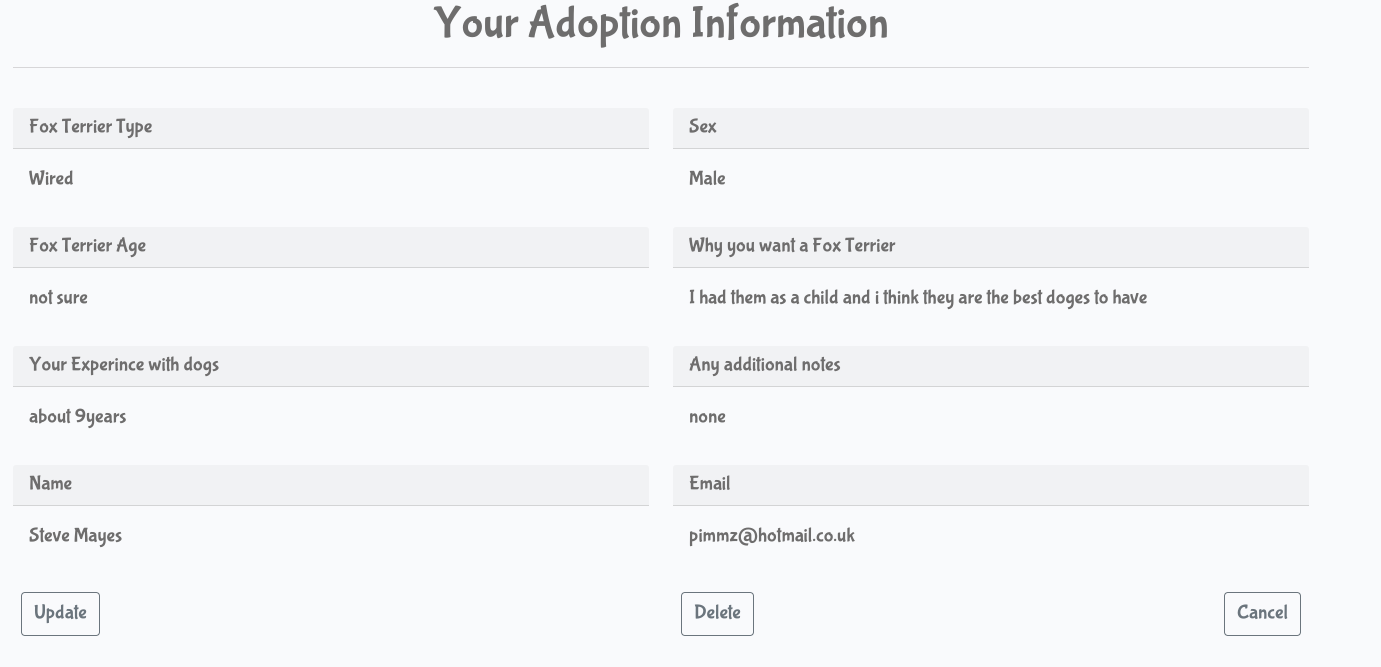 Your Adoption Information
Fox Terrier Type
Sex
Wired
Male
Fox Terrier Age
Why you want a Fox Terrier
not sure
I had them as a child and i think they are the best doges to have
Your Experince with dogs
Any additional notes
about 9years
none
Name
Email
Steve Mayes
pimmz@hotmail.co.uk
Update
Delete
Cancel